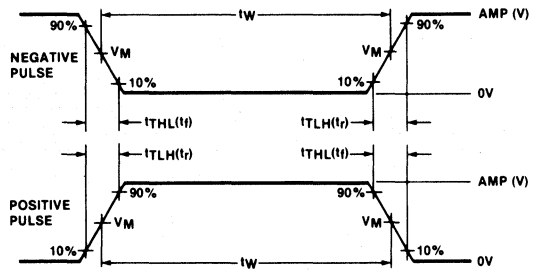 tW
AMP (V)
90%
90%
NEGATIVE
PULSE
VM
VM
10%
10%
0V
tTHL(tf)
tTLH(tr)
tTLH(tr)
tTHL(tf)
POSITIVE
PULSE
90%
90%
AMP (V)
VM
VM
10%
10%
tW
0V